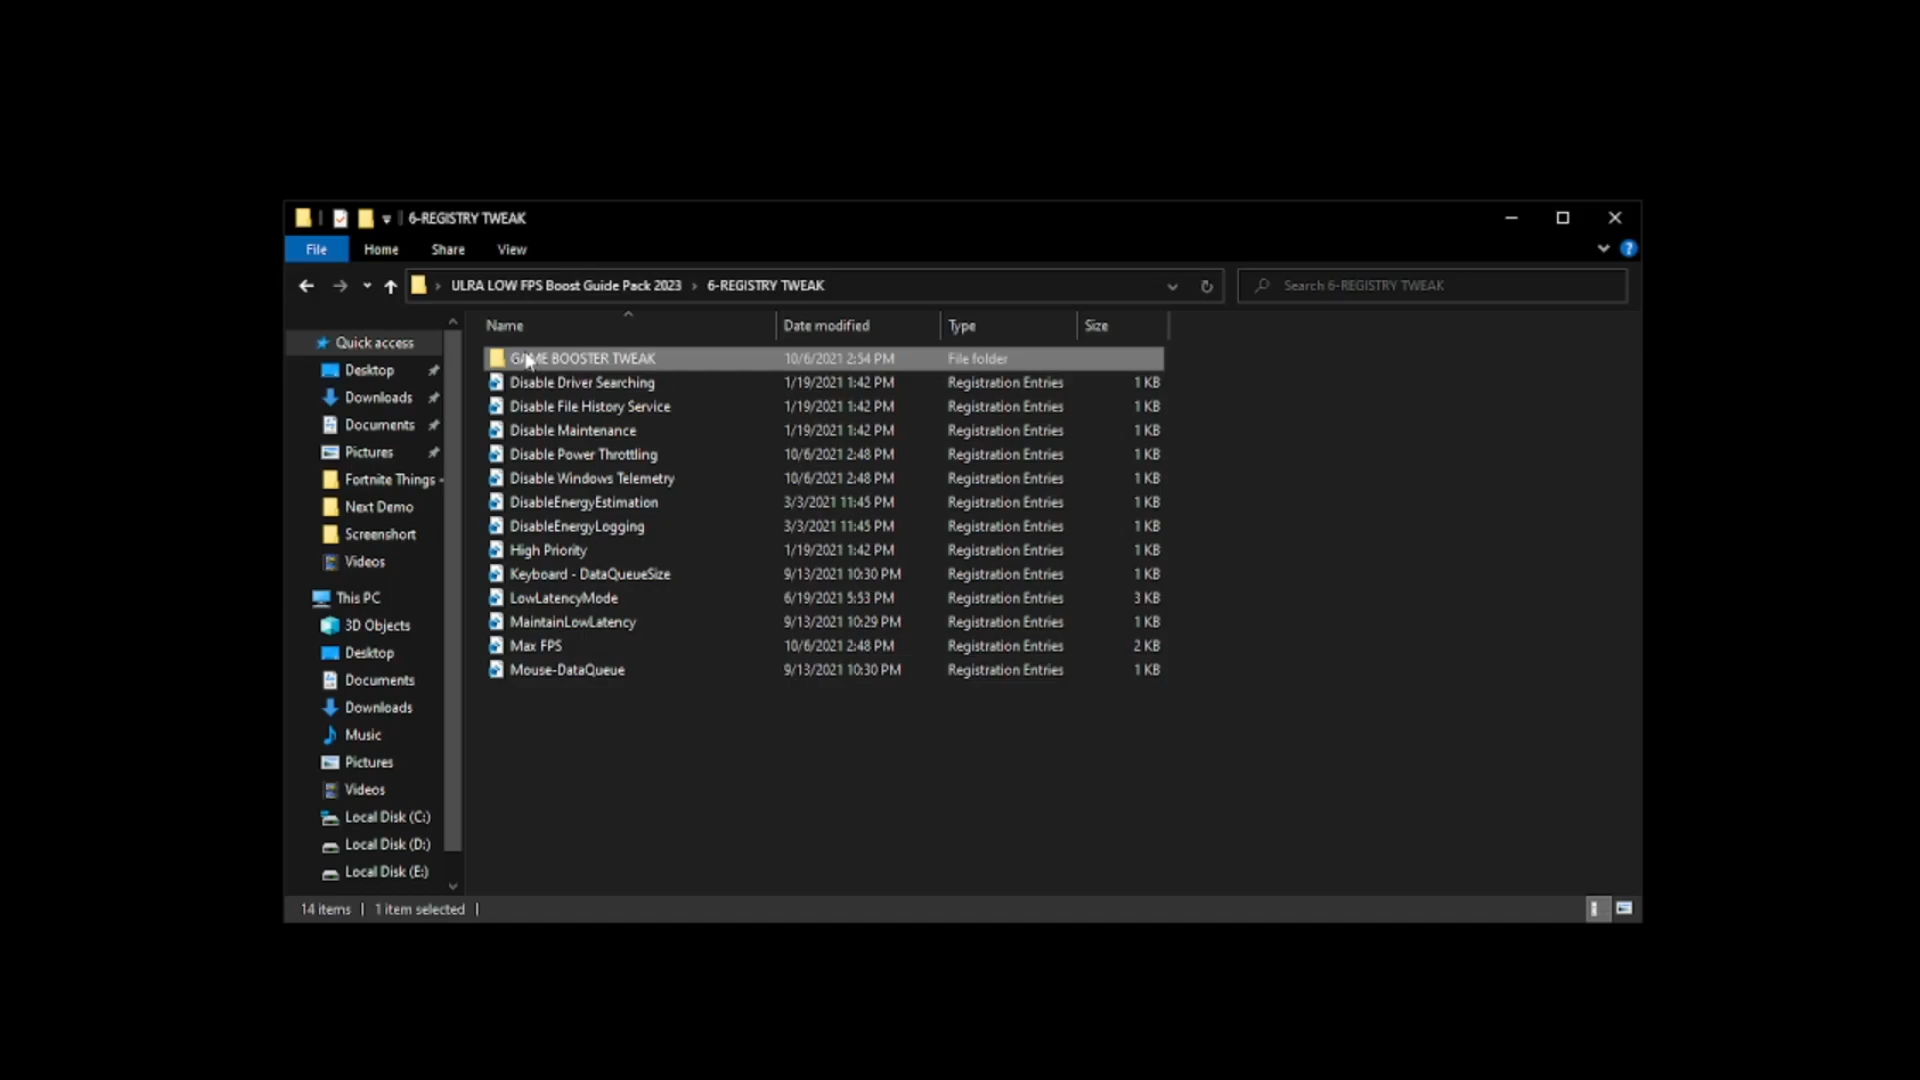 6-REGISTRY TWEAK
File Home Share View
ULRA LOW FPS Boost Guide Pack 2023 › 6-REGISTRY TWEAK
Search 6-REGISTRY TWEAK
Quick access
Desktop
Downloads
Documents
Pictures
Fortnite Things -
Next Demo
Screenshort
Videos
This PC
3D Objects
Desktop
Documents
Downloads
Music
Pictures
Videos
Local Disk (C:)
Local Disk (D:)
Local Disk (E:)
Name Date modified Type Size
GAME BOOSTER TWEAK 10/6/2021 2:54 PM File folder
Disable Driver Searching 1/19/2021 1:42 PM Registration Entries 1 KB
Disable File History Service 1/19/2021 1:42 PM Registration Entries 1 KB
Disable Maintenance 1/19/2021 1:42 PM Registration Entries 1 KB
Disable Power Throttling 10/6/2021 2:48 PM Registration Entries 1 KB
Disable Windows Telemetry 10/6/2021 2:48 PM Registration Entries 1 KB
DisableEnergyEstimation 3/3/2021 11:45 PM Registration Entries 1 KB
DisableEnergyLogging 3/3/2021 11:45 PM Registration Entries 1 KB
High Priority 1/19/2021 1:42 PM Registration Entries 1 KB
Keyboard - DataQueueSize 9/13/2021 10:30 PM Registration Entries 1 KB
LowLatencyMode 6/19/2021 5:53 PM Registration Entries 3 KB
MaintainLowLatency 9/13/2021 10:29 PM Registration Entries 1 KB
Max FPS 10/6/2021 2:48 PM Registration Entries 2 KB
Mouse-DataQueue 9/13/2021 10:30 PM Registration Entries 1 KB
14 items 1 item selected